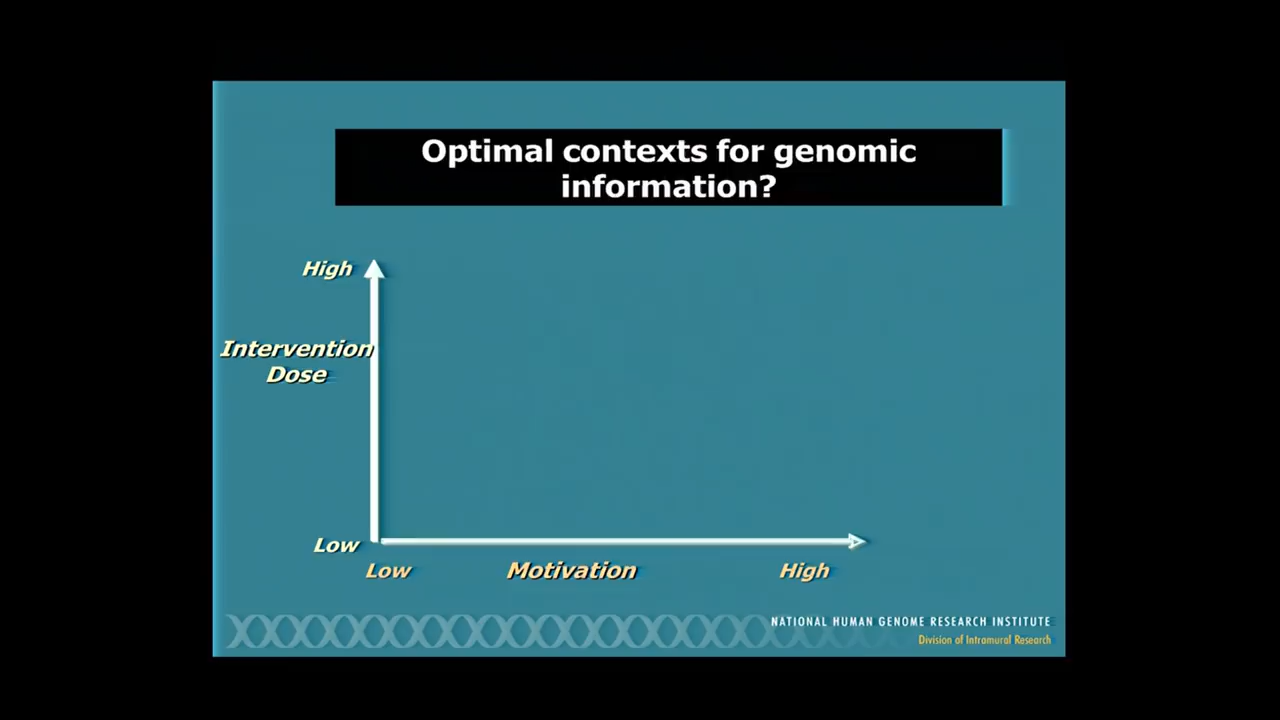 Optimal contexts for genomic
information?
High
Intervention
Dose
Low
Low
Motivation
High
NATIONAL HUMAN GENOME RESEARCH INSTITUTE
Division of Intramural Research